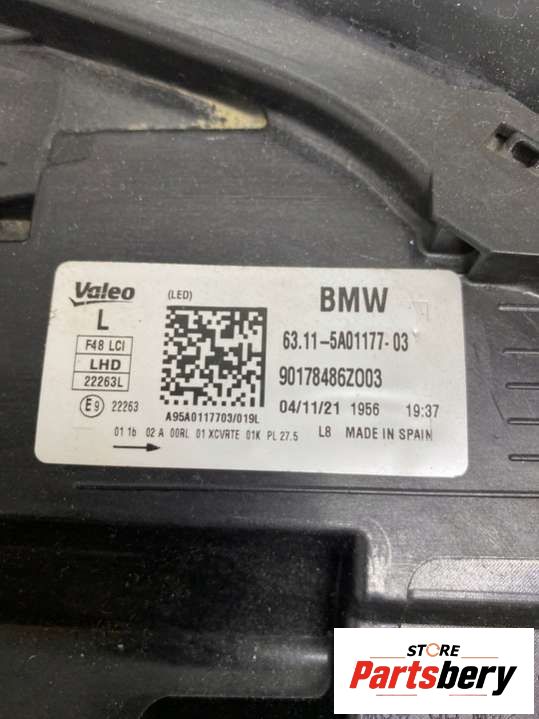 Valeo
(LED)
BMW
L
F48 LCI
LHD
22263L
E9 22263
A95A0117703/019L
63.11-5A01177-03
90178486Z003
04/11/21 1956 19:37
01 1b 02 A 00RL 01 XCVRTE 01K PL 27.5 L8 MADE IN SPAIN
STORE
Partsbery